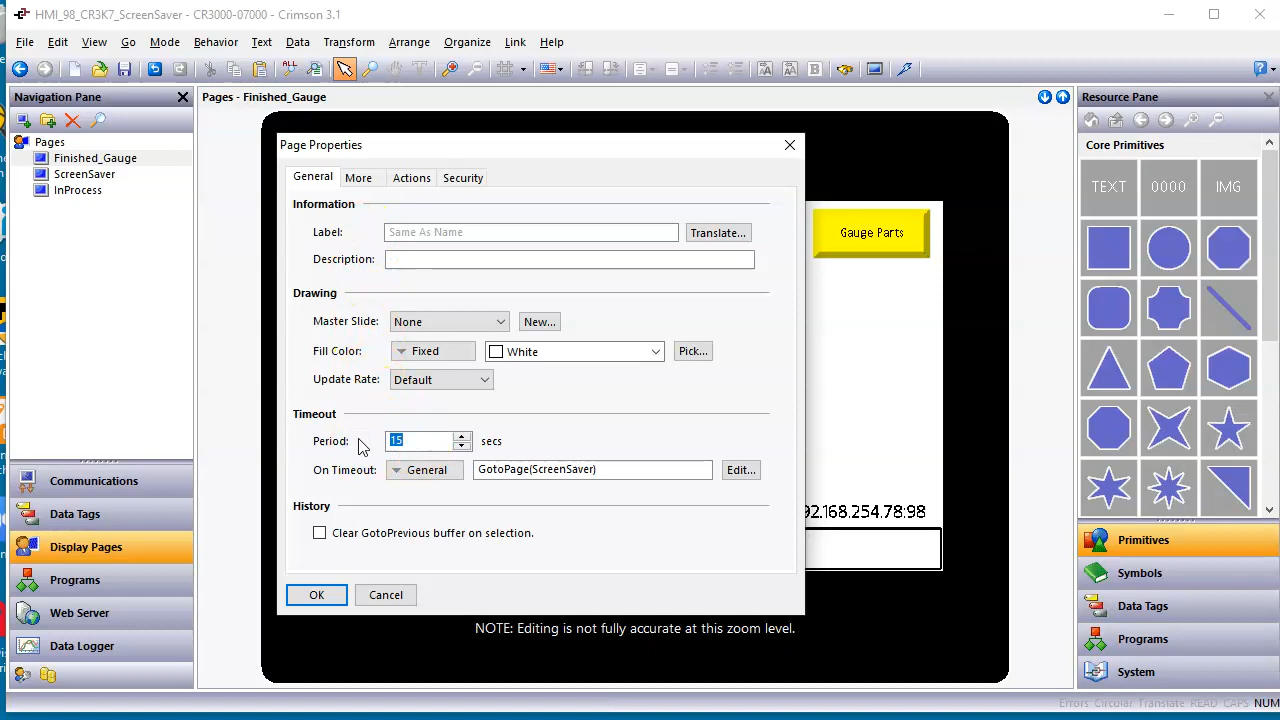 HMI_98_CR3K7_ScreenSaver - CR3000-07000 - Crimson 3.1
File Edit View Go Mode Behavior Text Data Transform Arrange Organize Link Help
Navigation Pane
Pages - Finished_Gauge
Resource Pane
Pages
Finished_Gauge
ScreenSaver
InProcess
Communications
Data Tags
Display Pages
Programs
Web Server
Data Logger
Page Properties
General More Actions Security
Information
Label: Same As Name Translate...
Description:
Drawing
Master Slide: None New...
Fill Color: Fixed White Pick...
Update Rate: Default
Timeout
Period: 15 secs
On Timeout: General GotoPage(ScreenSaver) Edit...
History
Clear GotoPrevious buffer on selection.
OK Cancel
Gauge Parts
92.168.254.78:98
NOTE: Editing is not fully accurate at this zoom level.
Core Primitives
TEXT 0000 IMG
Primitives
Symbols
Data Tags
Programs
System
Errors Circular Translate READ CAPS NUM